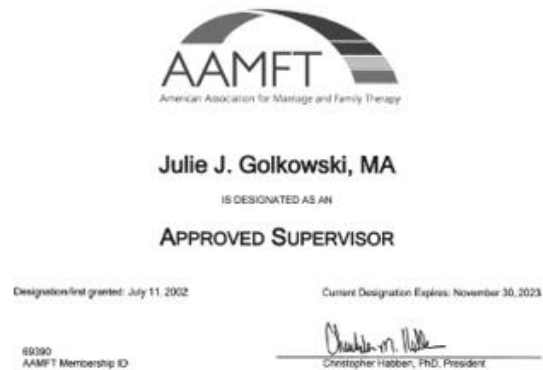 AAMFT
American Association for Marriage and Family Therapy
Julie J. Golkowski, MA
IS DESIGNATED AS AN
APPROVED SUPERVISOR
Designation first granted: July 11, 2002
Current Designation Expires: November 30, 2023
69390
AAMFT Membership ID
Christopher Habben, PhD, President